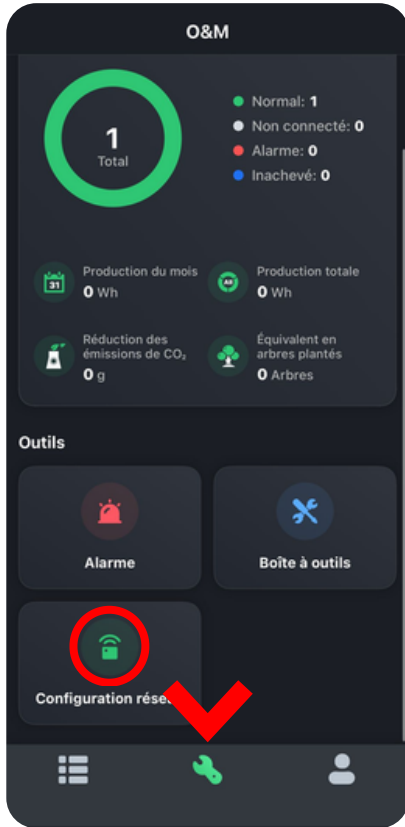 O&M
1
Total
Normal: 1
Non connecté: 0
Alarme: 0
Inachevé: 0
31
Production du mois
0 Wh
All
Production totale
0 Wh
Réduction des
émissions de CO₂
0 g
Équivalent en
arbres plantés
0 Arbres
Outils
Alarme
Boîte à outils
Configuration